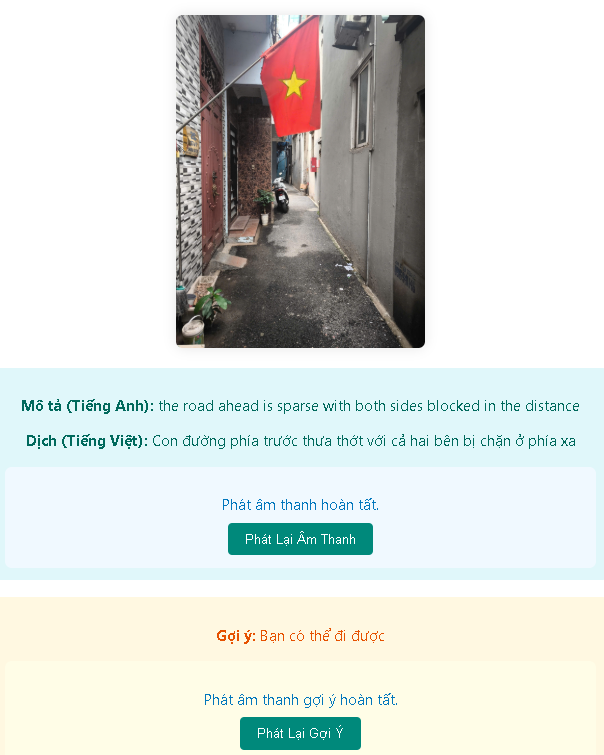 Mô tả (Tiếng Anh): the road ahead is sparse with both sides blocked in the distance
Dịch (Tiếng Việt): Con đường phía trước thưa thớt với cả hai bên bị chặn ở phía xa
Phát âm thanh hoàn tất.
Phát Lại Âm Thanh
Gợi ý: Bạn có thể đi được
Phát âm thanh gợi ý hoàn tất.
Phát Lại Gợi Ý